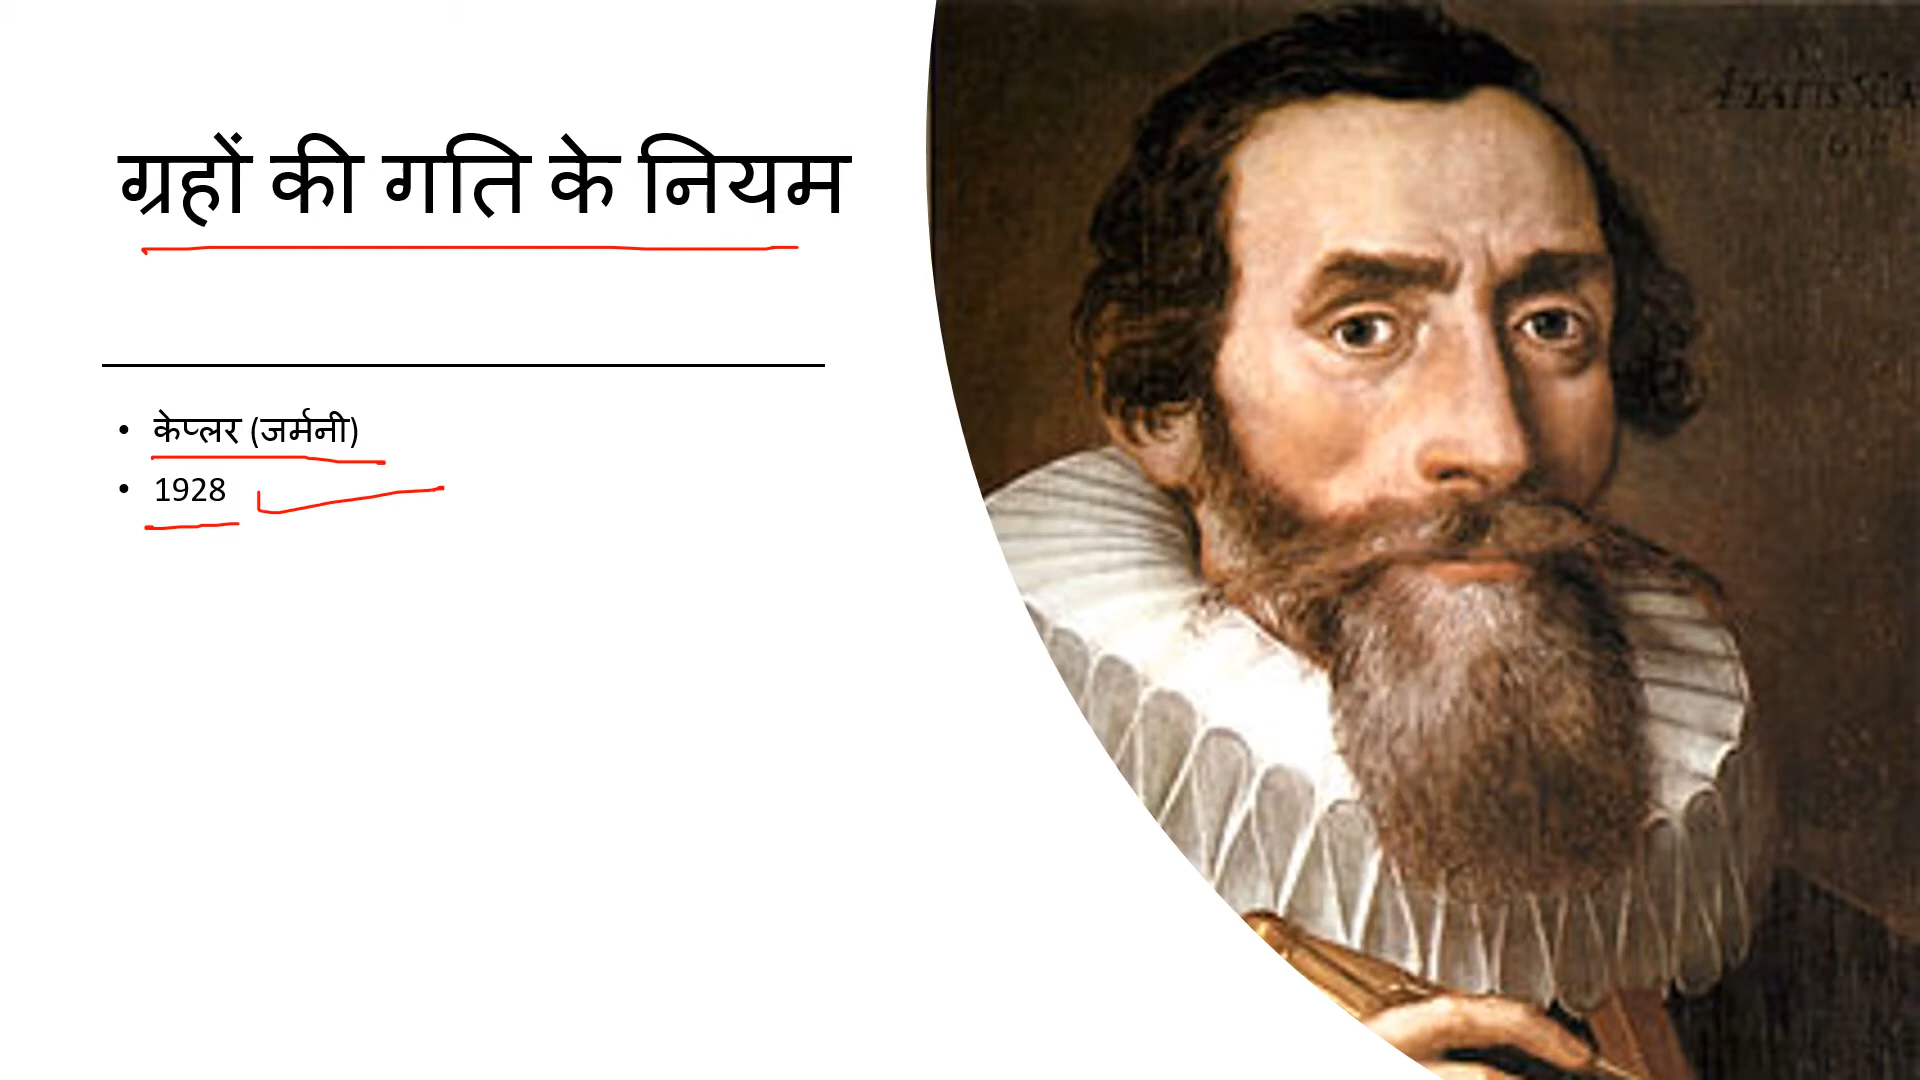 ग्रहों की गति के नियम
• केप्लर (जर्मनी)
• 1928